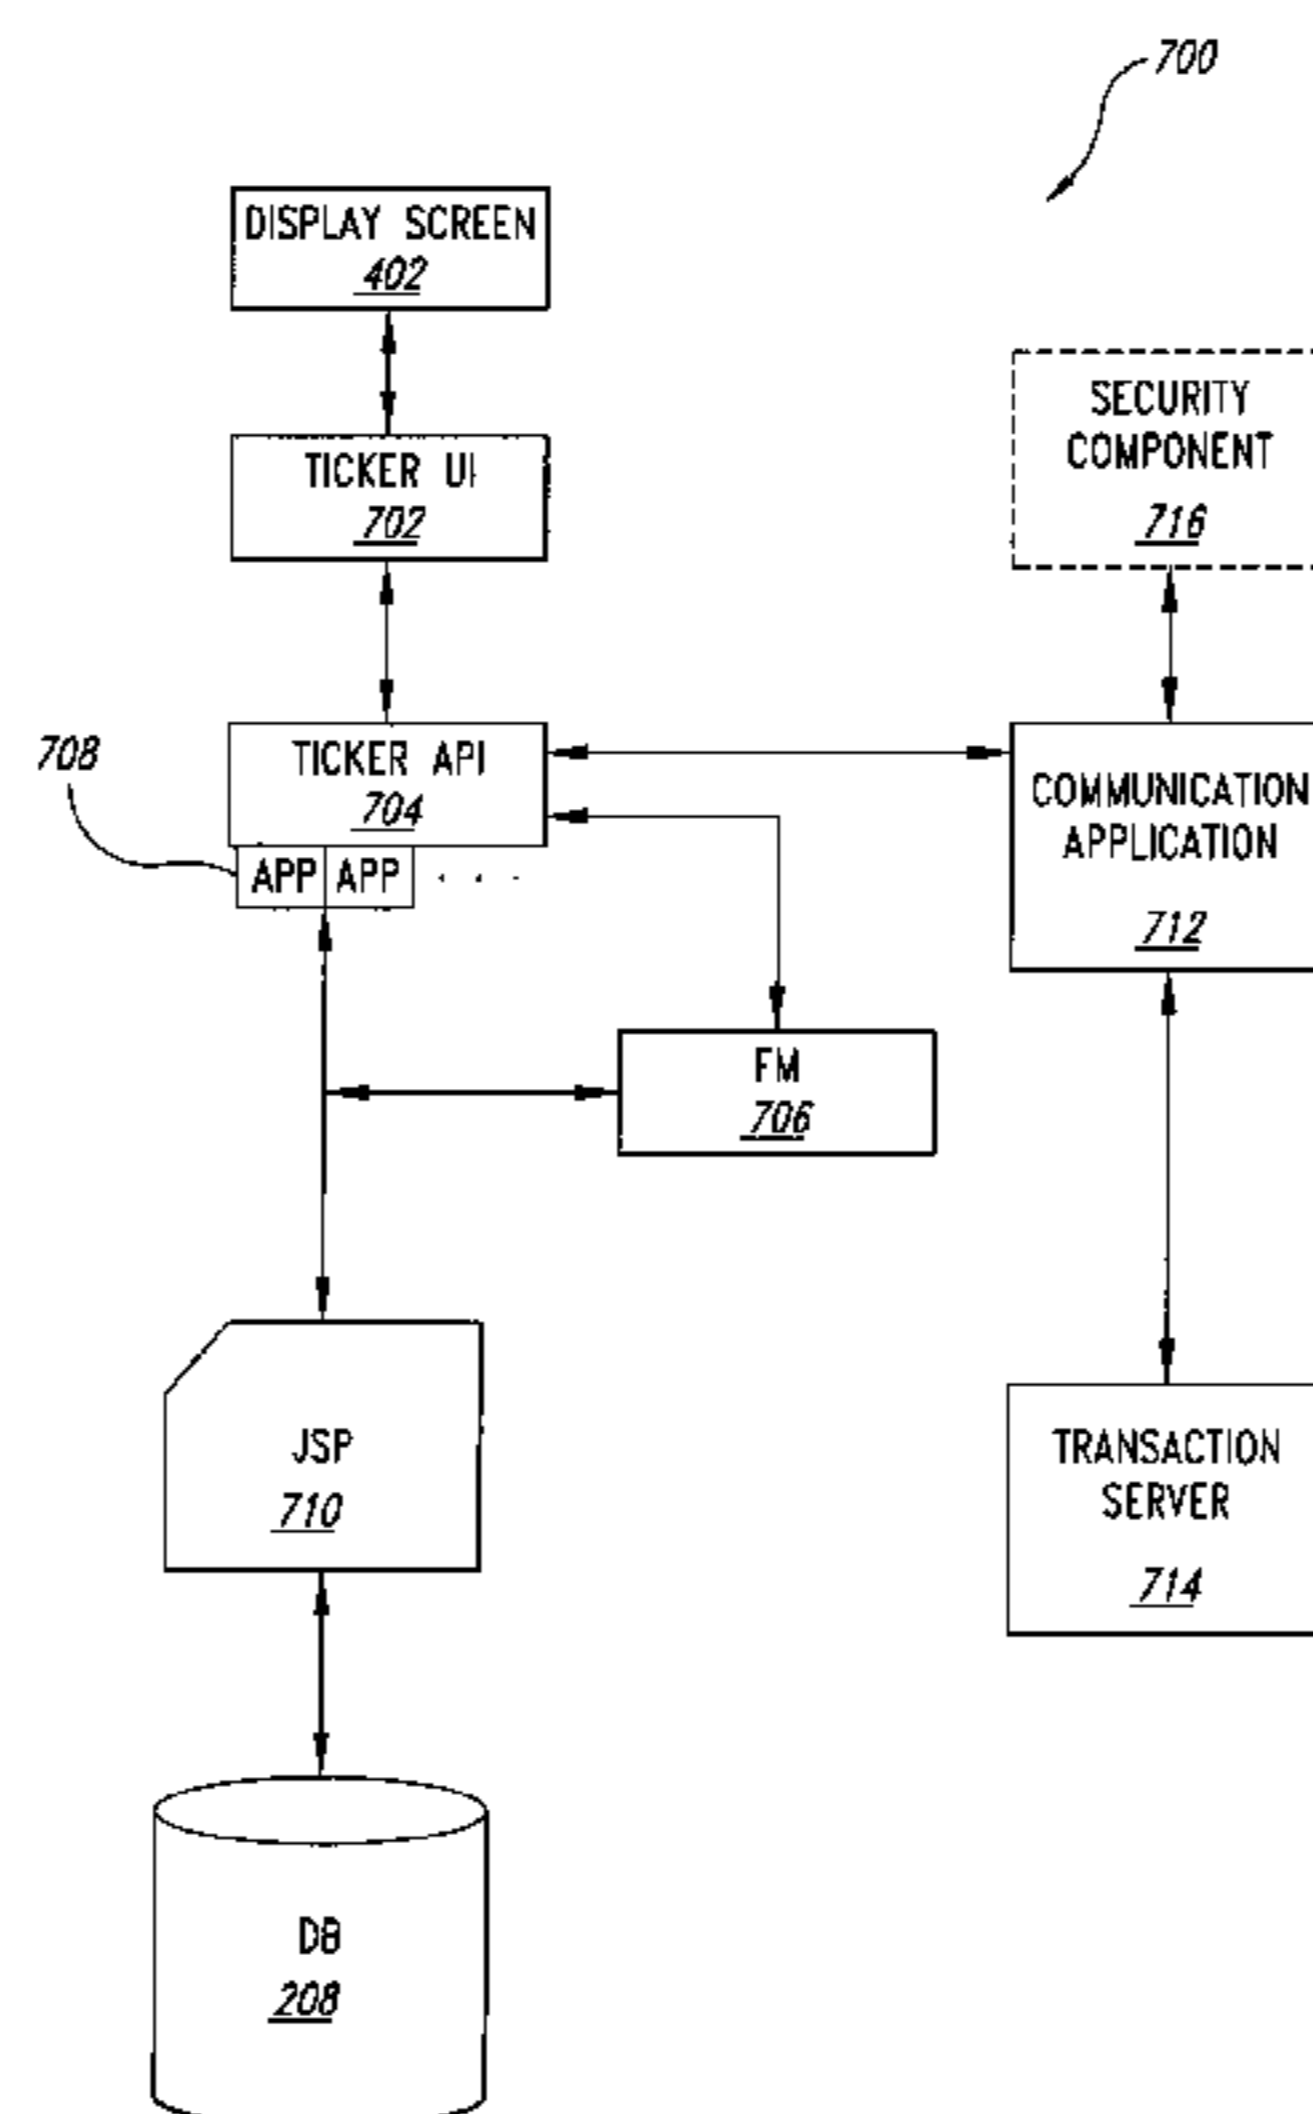 700
DISPLAY SCREEN
402
TICKER UI
702
SECURITY
COMPONENT
716
708
TICKER API
704
APP APP . . .
COMMUNICATION
APPLICATION
712
FM
706
JSP
710
TRANSACTION
SERVER
714
DB
208